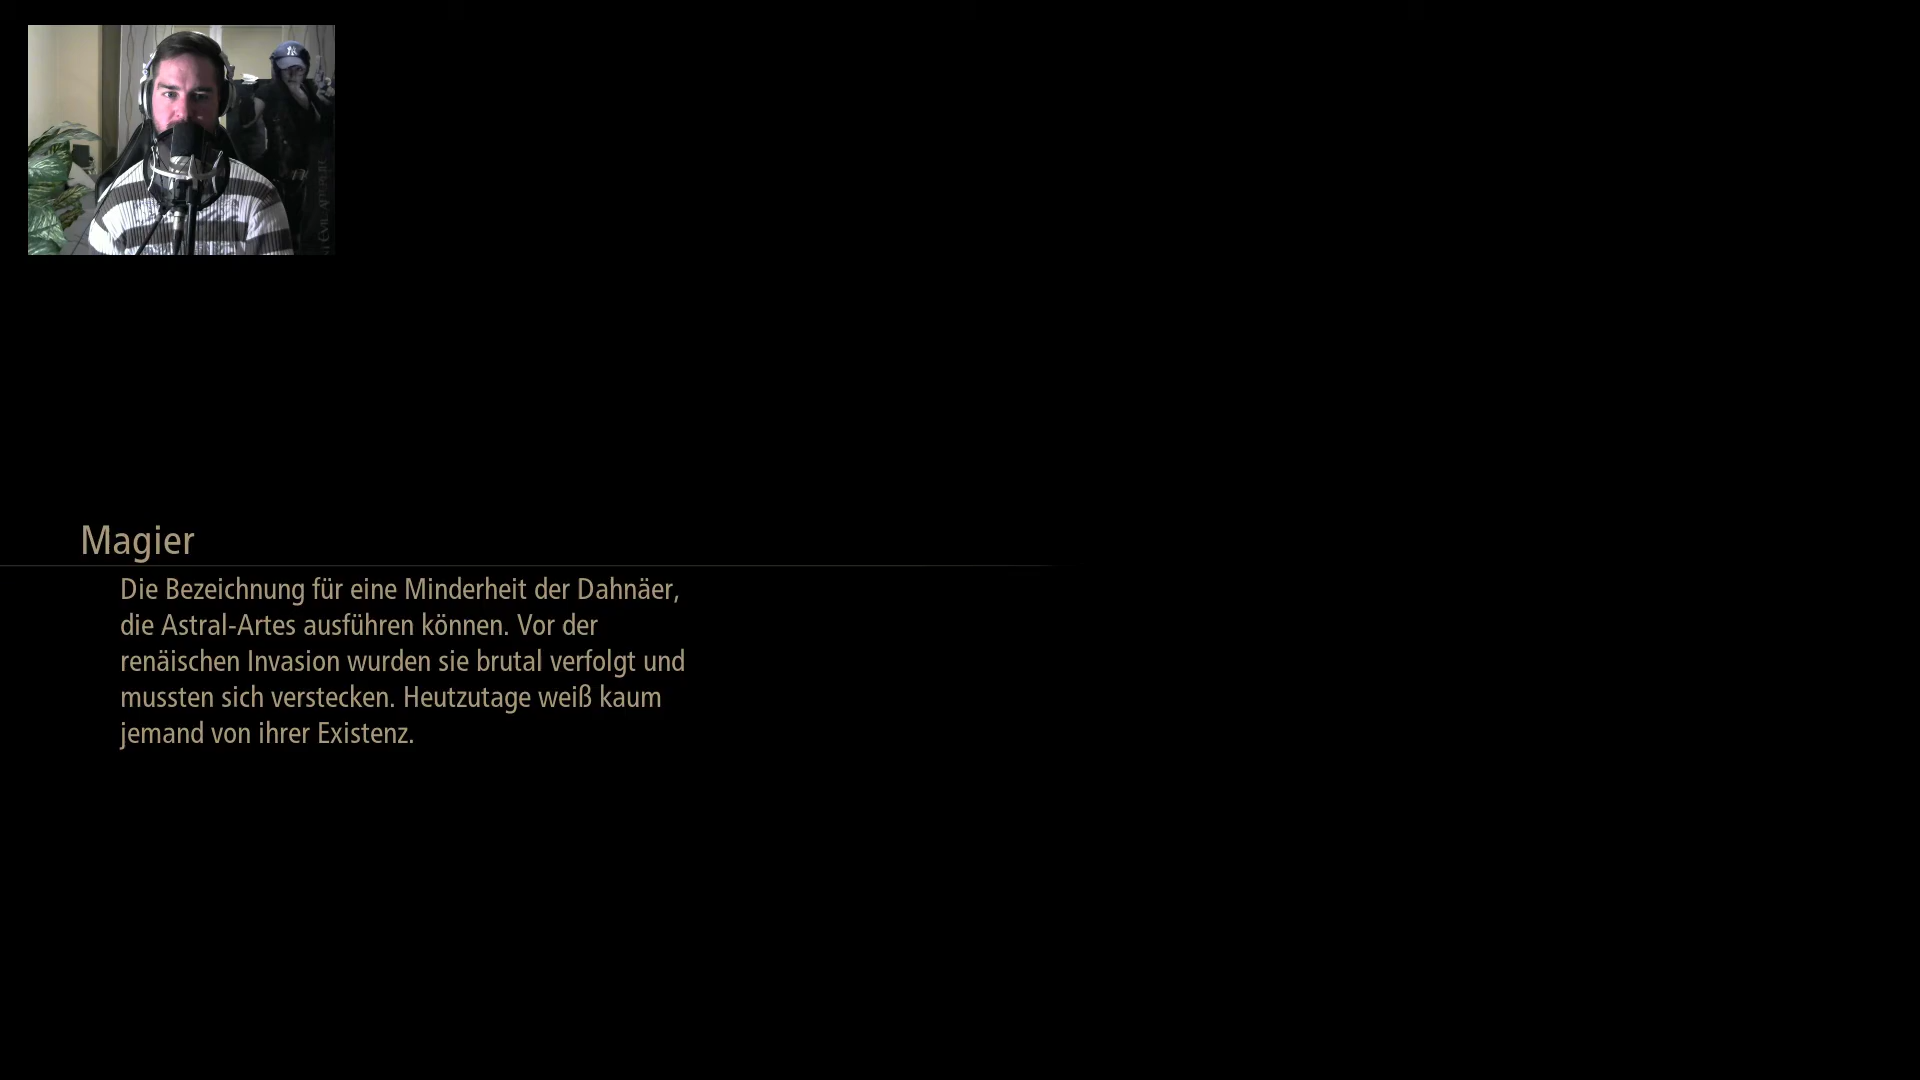 Magier
Die Bezeichnung für eine Minderheit der Dahnäer,
die Astral-Artes ausführen können. Vor der
renäischen Invasion wurden sie brutal verfolgt und
mussten sich verstecken. Heutzutage weiß kaum
jemand von ihrer Existenz.